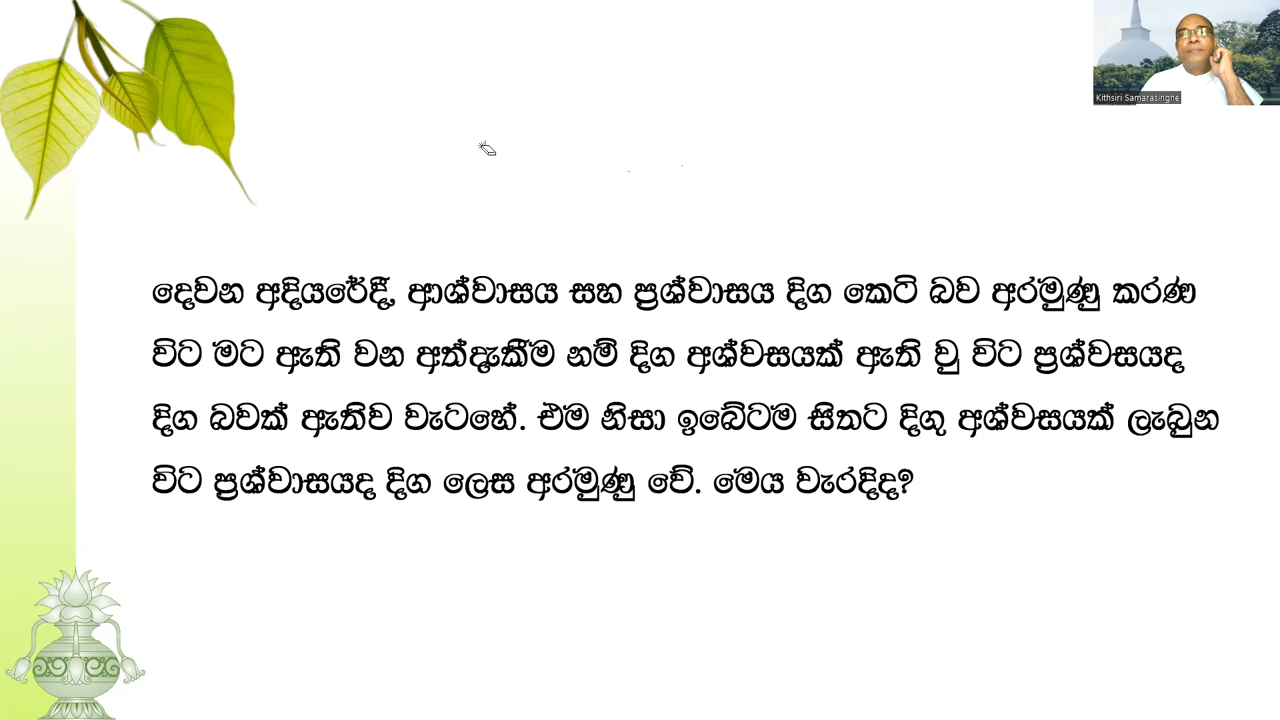 Kithsiri Samarasinghe
දෙවන අදියරේදී, ආශ්වාසය සහ ප්‍රශ්වාසය දිග කෙටි බව අරමුණු කරණ
විට මට ඇති වන අත්දැකීම නම් දිග අශ්වසයක් ඇති වු විට ප්‍රශ්වසයද
දිග බවක් ඇතිව වැටහේ. එම නිසා ඉබේටම සිතට දිගු අශ්වසයක් ලැබුන
විට ප්‍රශ්වාසයද දිග ලෙස අරමුණු වේ. මෙය වැරදිද?